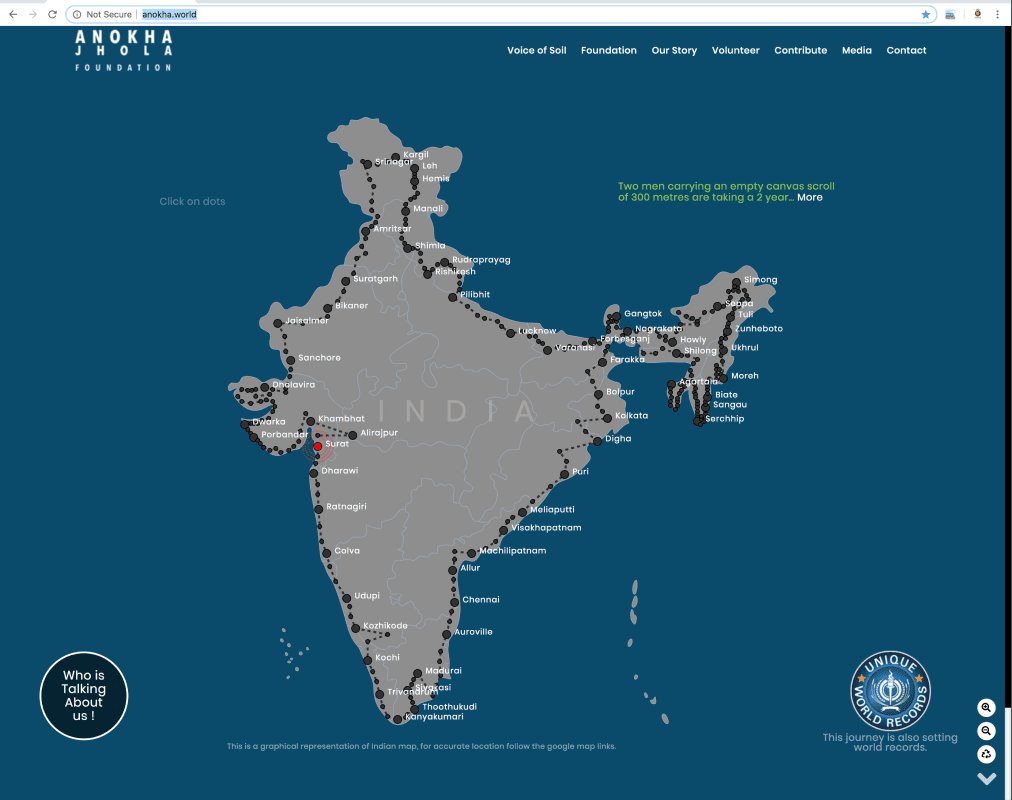 Not Secure | anokha.world
ANOKHA
JHOLA
FOUNDATION
Voice of Soil
Foundation
Our Story
Volunteer
Contribute
Media
Contact
Click on dots
Two men carrying an empty canvas scroll
of 300 metres are taking a 2 year... More
Kargil
Srinagar
Leh
Hemis
Manali
Amritsar
Shimla
Rudraprayag
Rishikesh
Suratgarh
Pilibhit
Simong
Bikaner
Seppa
Gangtok
Tuli
Jaisalmer
Lucknow
Nagrakata
Zunheboto
Forbesganj
Howly
Varanasi
Ukhrul
Shilong
Sanchore
Farakka
Moreh
Dhalavira
Agartala
Bolpur
Biate
Sangau
INDIA
Kolkata
Khambhat
Serchhip
Dwarka
Porbandar
Alirajpur
Digha
Surat
Dharawi
Puri
Ratnagiri
Meliaputti
Visakhapatnam
Colva
Machilipatnam
Allur
Udupi
Chennai
Kozhikode
Auroville
Kochi
Madurai
Sivakasi
Trivandrum
Thoothukudi
Kanyakumari
Who is
Talking
About
us !
UNIQUE
WORLD RECORDS
This journey is also setting
world records.
This is a graphical representation of Indian map, for accurate location follow the google map links.